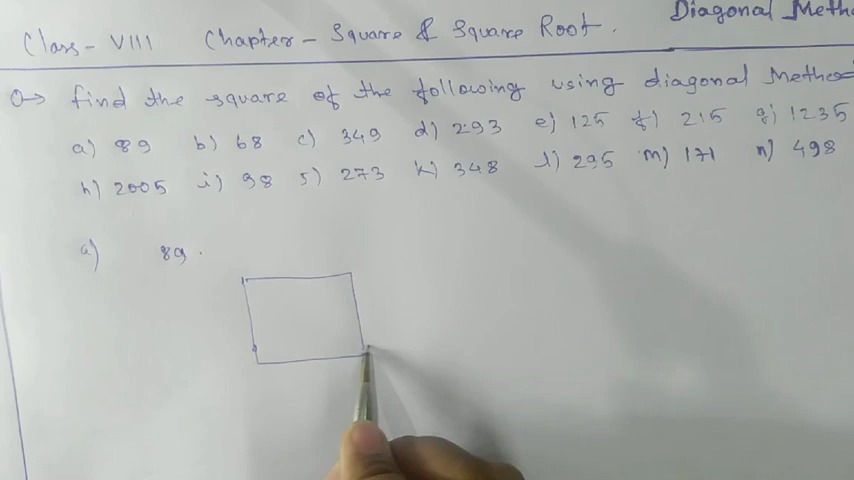 Diagonal Metho
Class - VIII Chapter - Square & Square Root.
Q→ find the square of the following using diagonal Method
a) 89 b) 68 c) 349 d) 293 e) 125 f) 215 g) 1235
h) 2005 i) 98 j) 273 k) 348 l) 295 m) 171 n) 498
a) 89.